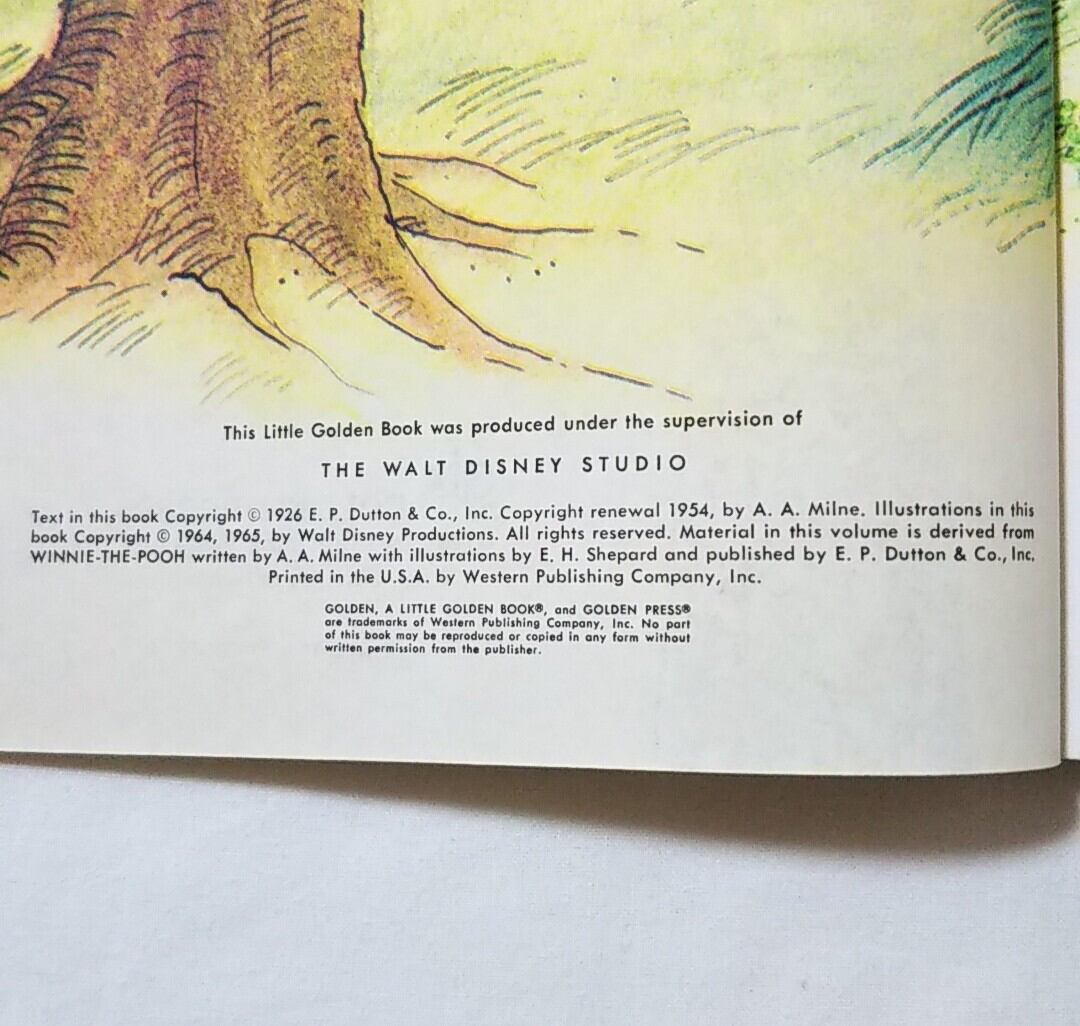 This Little Golden Book was produced under the supervision of
THE WALT DISNEY STUDIO
Text in this book Copyright © 1926 E. P. Dutton & Co., Inc. Copyright renewal 1954, by A. A. Milne. Illustrations in this
book Copyright © 1964, 1965, by Walt Disney Productions. All rights reserved. Material in this volume is derived from
WINNIE-THE-POOH written by A. A. Milne with illustrations by E. H. Shepard and published by E. P. Dutton & Co., Inc.
Printed in the U.S.A. by Western Publishing Company, Inc.
GOLDEN, A LITTLE GOLDEN BOOK®, and GOLDEN PRESS®
are trademarks of Western Publishing Company, Inc. No part
of this book may be reproduced or copied in any form without
written permission from the publisher.